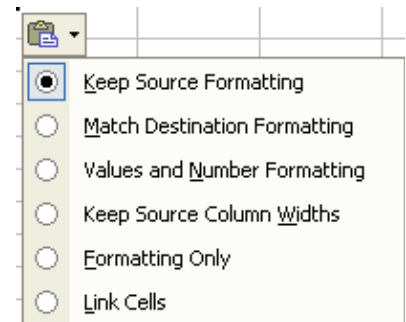 Keep Source Formatting
Match Destination Formatting
Values and Number Formatting
Keep Source Column Widths
Formatting Only
Link Cells